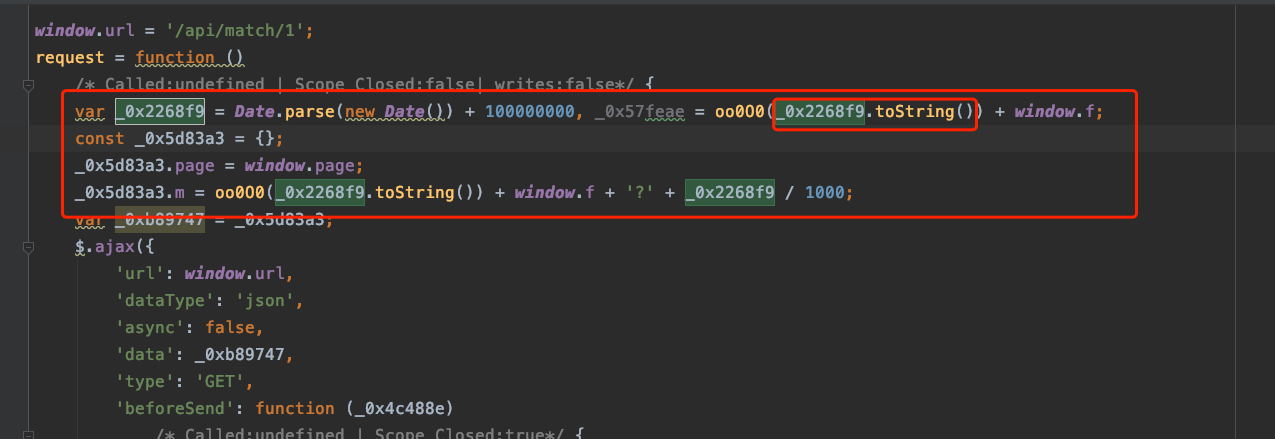 window.url = '/api/match/1';
request = function ()
/* Called:undefined | Scope Closed:false| writes:false*/ {
var _0x2268f9 = Date.parse(new Date()) + 100000000, _0x57feae = oo0O0(_0x2268f9.toString()) + window.f;
const _0x5d83a3 = {};
_0x5d83a3.page = window.page;
_0x5d83a3.m = oo0O0(_0x2268f9.toString()) + window.f + '?' + _0x2268f9 / 1000;
var _0xb89747 = _0x5d83a3;
$.ajax({
'url': window.url,
'dataType': 'json',
'async': false,
'data': _0xb89747,
'type': 'GET',
'beforeSend': function (_0x4c488e)
/* Called:undefined | Scope Closed:true*/ {